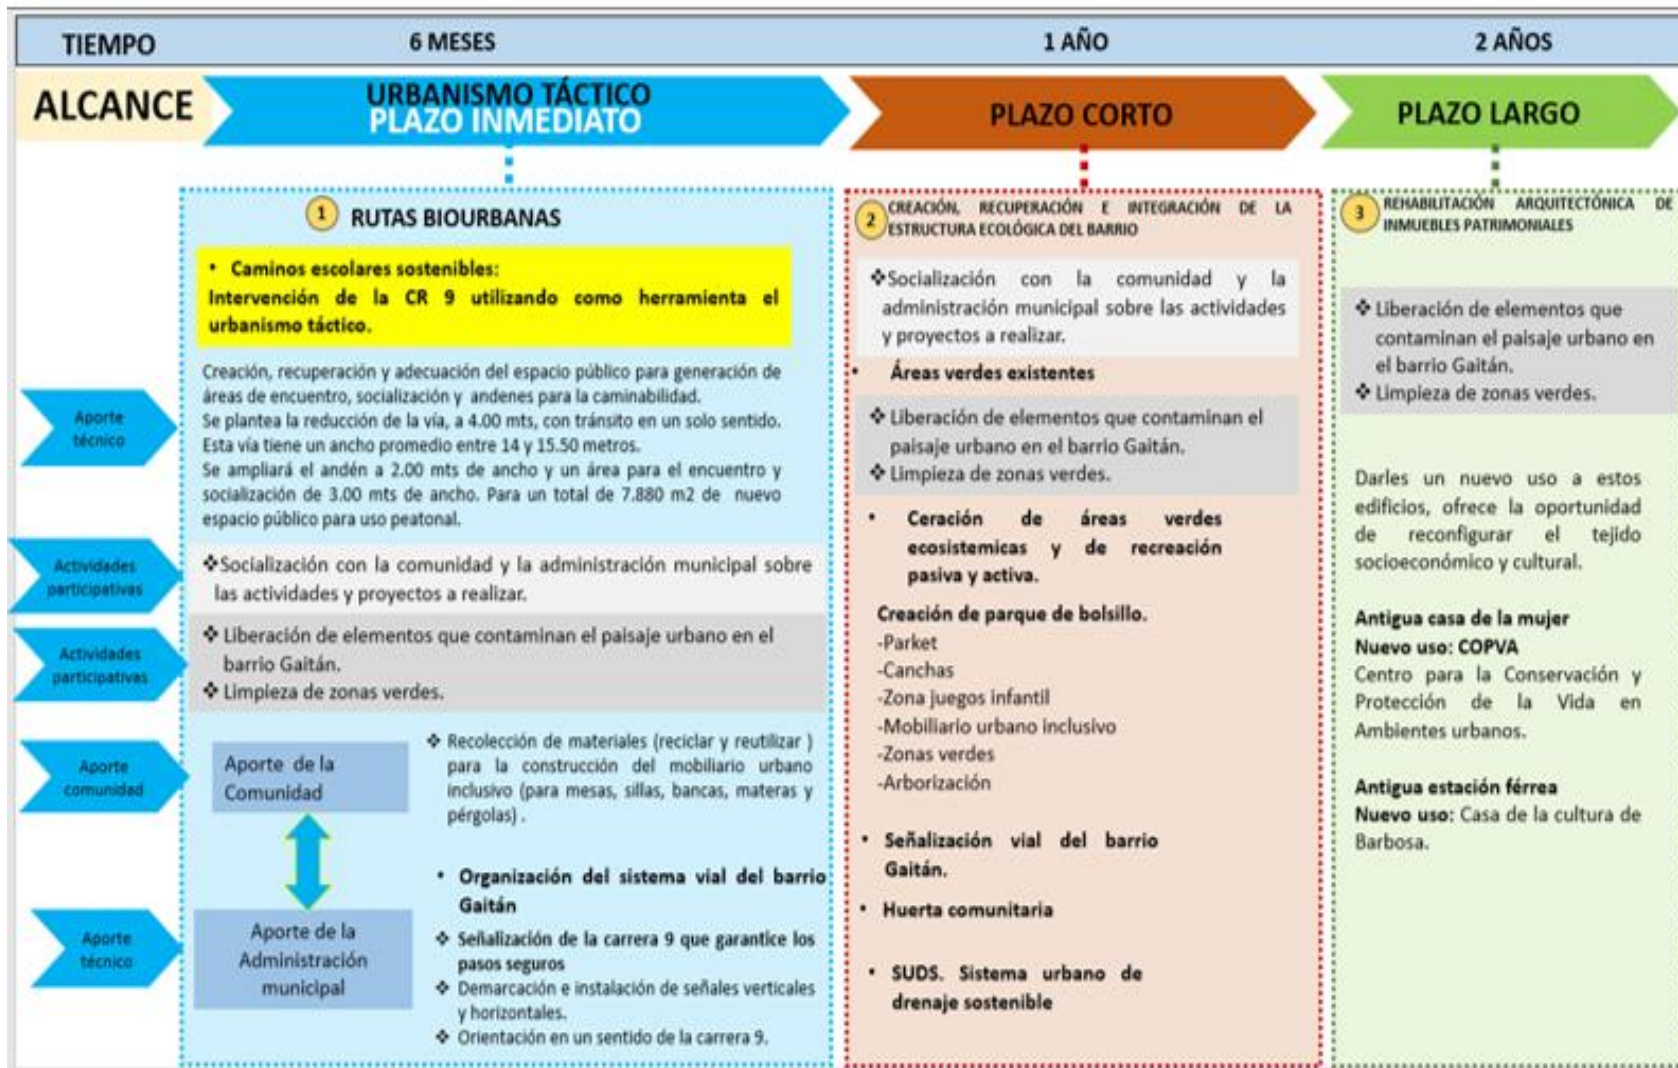 TIEMPO
6 MESES
1 AÑO
2 AÑOS
ALCANCE
URBANISMO TÁCTICO
PLAZO INMEDIATO
PLAZO CORTO
PLAZO LARGO
Aporte
técnico
Actividades
participativas
Actividades
participativas
Aporte
comunidad
Aporte
técnico
1 RUTAS BIOURBANAS
• Caminos escolares sostenibles:
Intervención de la CR 9 utilizando como herramienta el
urbanismo táctico.
Creación, recuperación y adecuación del espacio público para generación de
áreas de encuentro, socialización y andenes para la caminabilidad.
Se plantea la reducción de la vía, a 4.00 mts, con tránsito en un solo sentido.
Esta vía tiene un ancho promedio entre 14 y 15.50 metros.
Se ampliará el andén a 2.00 mts de ancho y un área para el encuentro y
socialización de 3.00 mts de ancho. Para un total de 7.880 m2 de nuevo
espacio público para uso peatonal.
❖Socialización con la comunidad y la administración municipal sobre
las actividades y proyectos a realizar.
❖ Liberación de elementos que contaminan el paisaje urbano en el
barrio Gaitán.
❖ Limpieza de zonas verdes.
Aporte de la
Comunidad
Aporte de la
Administración
municipal
❖ Recolección de materiales (reciclar y reutilizar )
para la construcción del mobiliario urbano
inclusivo (para mesas, sillas, bancas, materas y
pérgolas) .
• Organización del sistema vial del barrio
Gaitán
❖ Señalización de la carrera 9 que garantice los
pasos seguros
❖ Demarcación e instalación de señales verticales
y horizontales.
❖ Orientación en un sentido de la carrera 9.
2 CREACIÓN, RECUPERACIÓN E INTEGRACIÓN DE LA
ESTRUCTURA ECOLÓGICA DEL BARRIO
❖Socialización con la comunidad y la
administración municipal sobre las actividades
y proyectos a realizar.
• Áreas verdes existentes
❖ Liberación de elementos que contaminan el
paisaje urbano en el barrio Gaitán.
❖ Limpieza de zonas verdes.
• Ceración de áreas verdes
ecosistemicas y de recreación
pasiva y activa.
Creación de parque de bolsillo.
-Parket
-Canchas
-Zona juegos infantil
-Mobiliario urbano inclusivo
-Zonas verdes
-Arborización
• Señalización vial del barrio
Gaitán.
• Huerta comunitaria
• SUDS. Sistema urbano de
drenaje sostenible
3 REHABILITACIÓN ARQUITECTÓNICA DE
INMUEBLES PATRIMONIALES
❖ Liberación de elementos que
contaminan el paisaje urbano en
el barrio Gaitán.
❖ Limpieza de zonas verdes.
Darles un nuevo uso a estos
edificios, ofrece la oportunidad
de reconfigurar el tejido
socioeconómico y cultural.
Antigua casa de la mujer
Nuevo uso: COPVA
Centro para la Conservación y
Protección de la Vida en
Ambientes urbanos.
Antigua estación férrea
Nuevo uso: Casa de la cultura de
Barbosa.